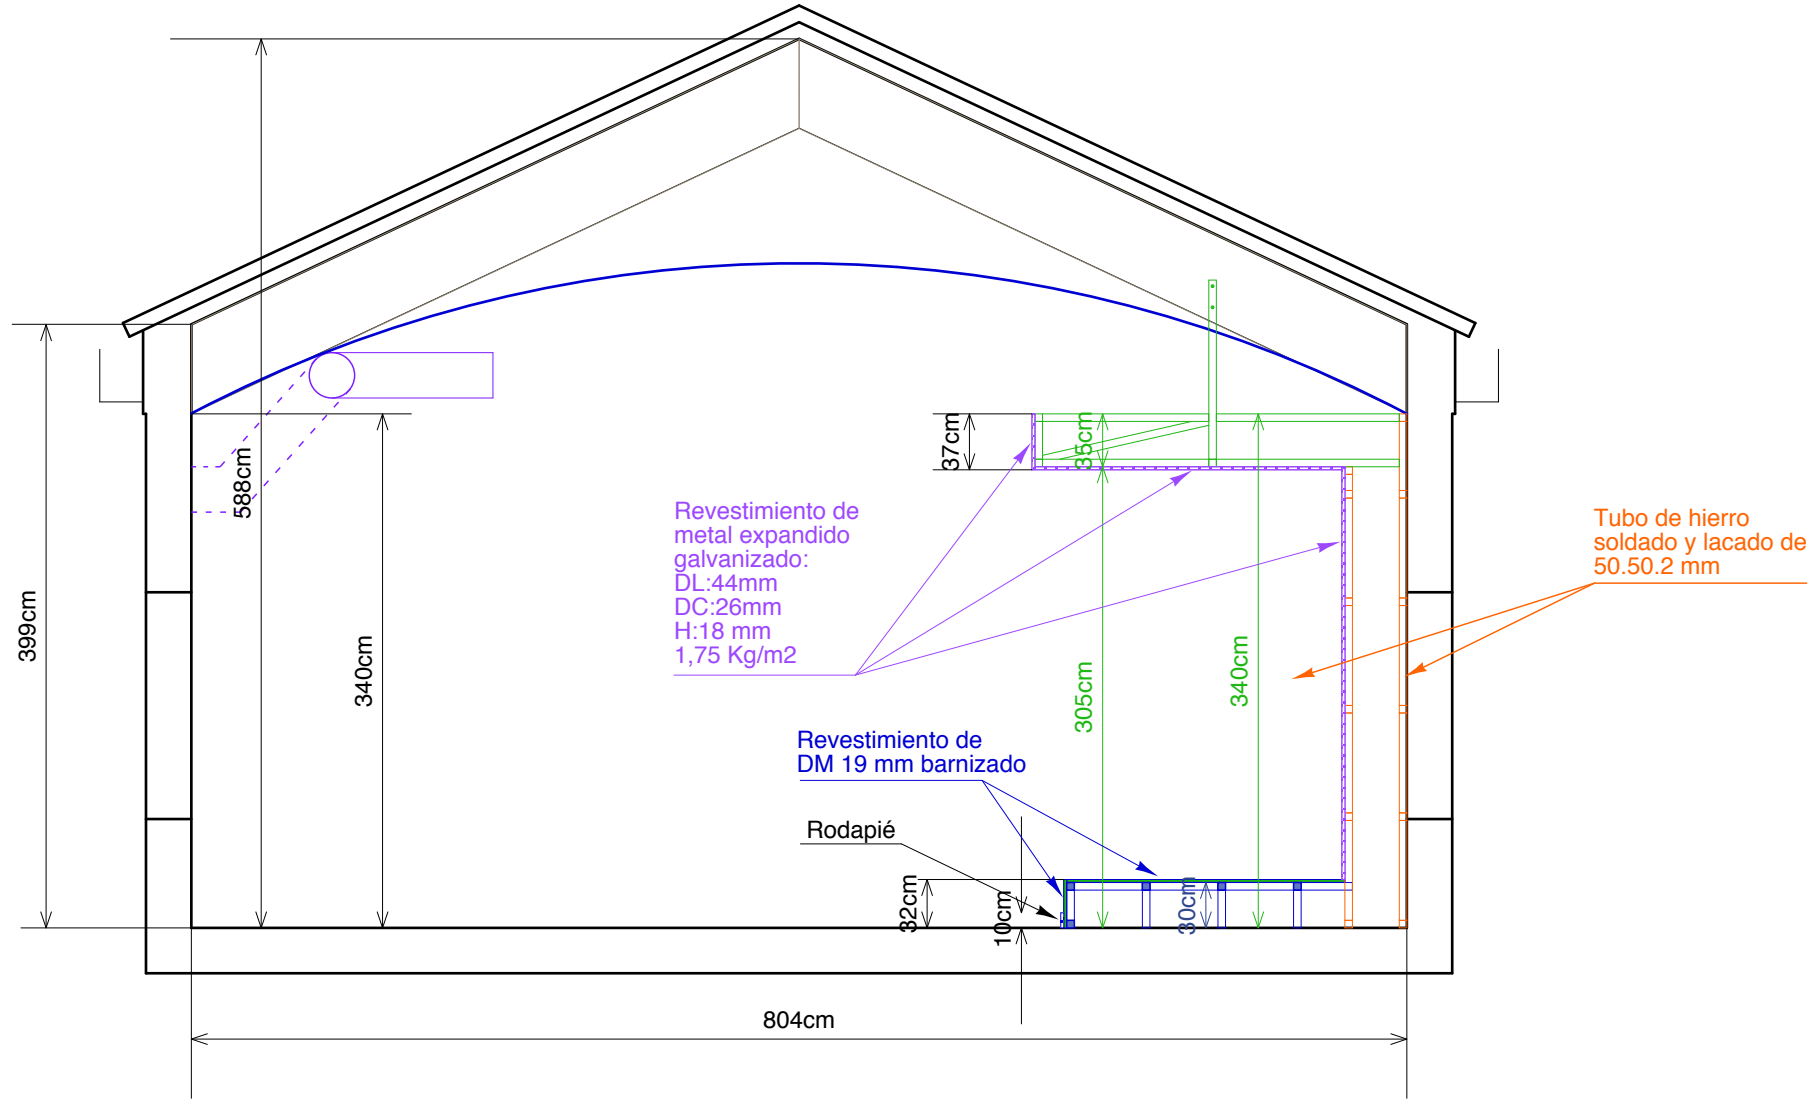 588cm
399cm
340cm
37cm
35cm
Revestimiento de
metal expandido
galvanizado:
DL:44mm
DC:26mm
H:18 mm
1,75 Kg/m2
Tubo de hierro
soldado y lacado de
50.50.2 mm
305cm
340cm
Revestimiento de
DM 19 mm barnizado
Rodapié
32cm
10cm
30cm
804cm